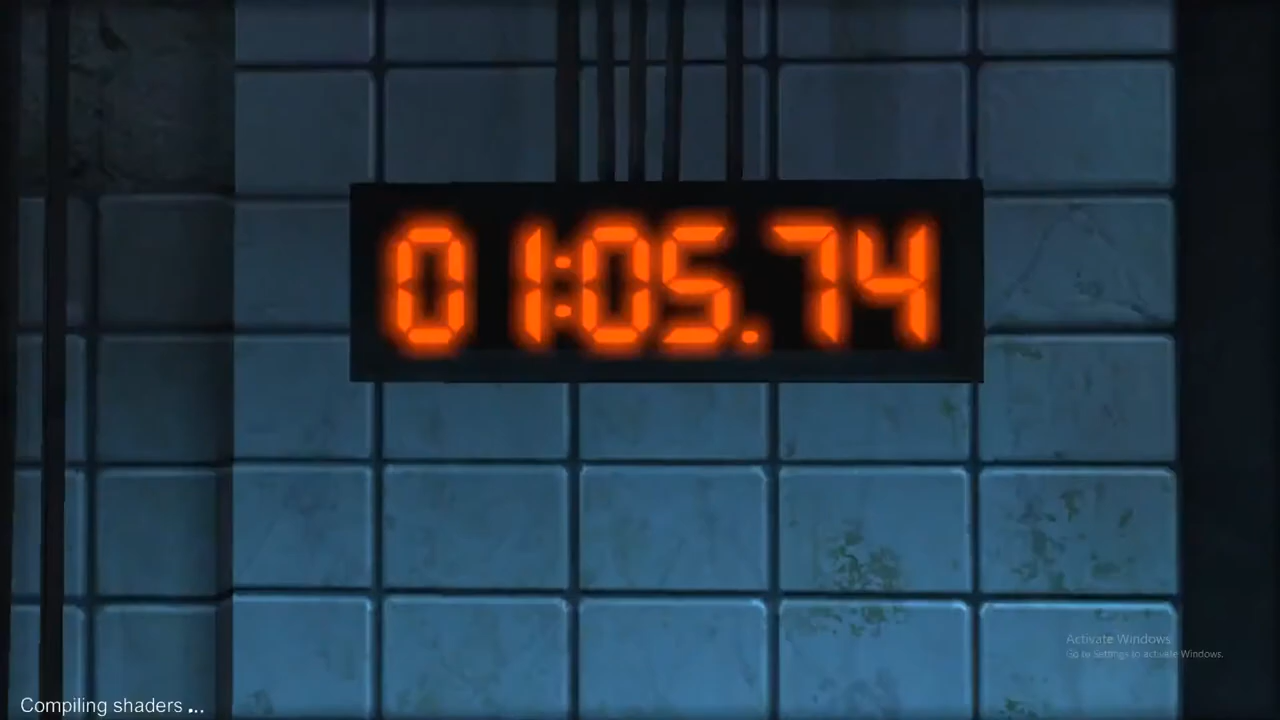 01:05.74
Activate Windows
Go to Settings to activate Windows.
Compiling shaders ...